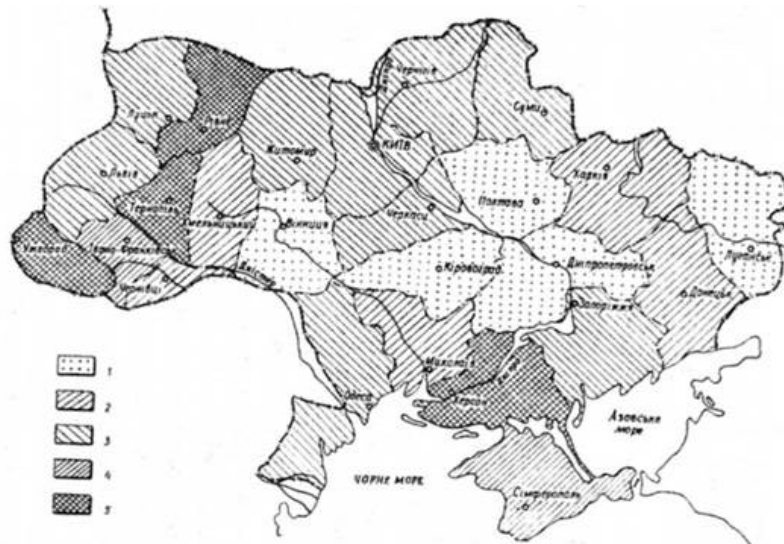 Чернігів
Суми
Луцьк
Рівне
Житомир
КИЇВ
Харків
Львів
Полтава
Тернопіль
Хмельницький
Вінниця
Черкаси
Луганськ
Ужгород
Івано-Франківськ
Дніпропетровськ
Кіровоград
Чернівці
Дністер
Донецьк
Запоріжжя
1
Миколаїв
2
Херсон
Одеса
3
Азовське
море
4
ЧОРНЕ МОРЕ
Сімферополь
5